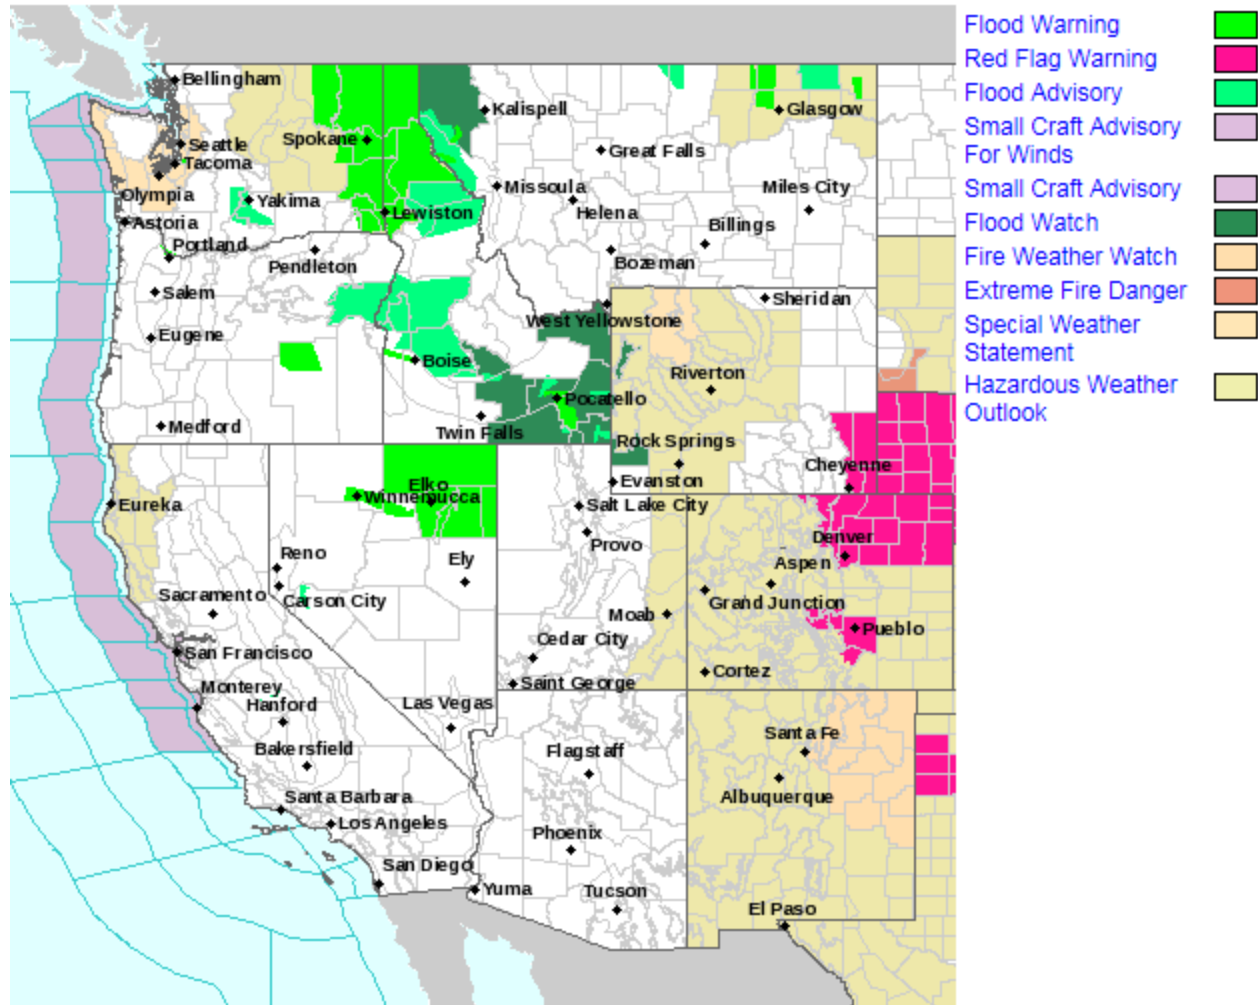 Bellingham
Kalispell
Glasgow
Spokane
Seattle
Tacoma
Great Falls
Olympia
Yakima
Missoula
Miles City
Astoria
Lewiston
Helena
Billings
Portland
Pendleton
Bozeman
Salem
Sheridan
Eugene
West Yellowstone
Boise
Riverton
Pocatello
Medford
Twin Falls
Rock Springs
Cheyenne
Elko
Winnemucca
Evanston
Eureka
Salt Lake City
Provo
Denver
Reno
Ely
Aspen
Sacramento
Carson City
Grand Junction
Moab
Pueblo
Cedar City
San Francisco
Cortez
Saint George
Monterey
Hanford
Las Vegas
Santa Fe
Bakersfield
Flagstaff
Albuquerque
Santa Barbara
Los Angeles
Phoenix
San Diego
Yuma
Tucson
El Paso
Flood Warning
Red Flag Warning
Flood Advisory
Small Craft Advisory
For Winds
Small Craft Advisory
Flood Watch
Fire Weather Watch
Extreme Fire Danger
Special Weather
Statement
Hazardous Weather
Outlook